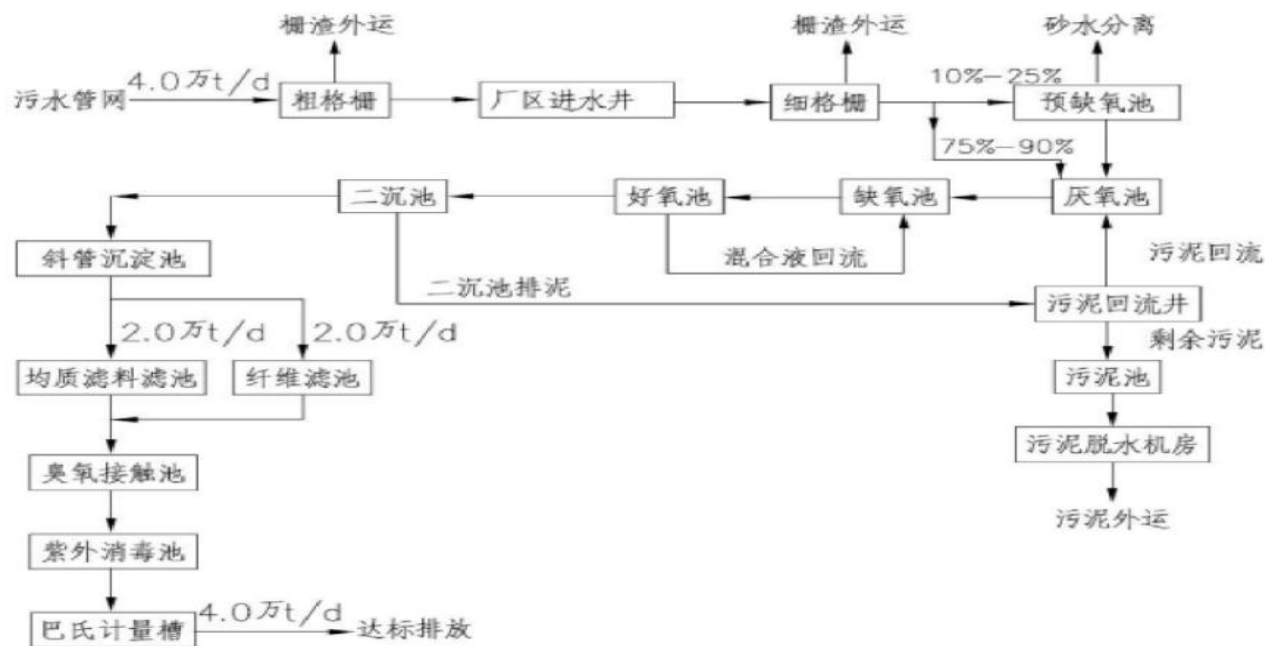 栅渣外运
栅渣外运
砂水分离
污水管网
4.0万t/d
粗格栅
厂区进水井
细格栅
10%-25%
预缺氧池
75%-90%
二沉池
好氧池
缺氧池
厌氧池
斜管沉淀池
混合液回流
污泥回流
二沉池排泥
污泥回流井
2.0万t/d
2.0万t/d
剩余污泥
均质滤料滤池
纤维滤池
污泥池
臭氧接触池
污泥脱水机房
紫外消毒池
污泥外运
巴氏计量槽
4.0万t/d
达标排放